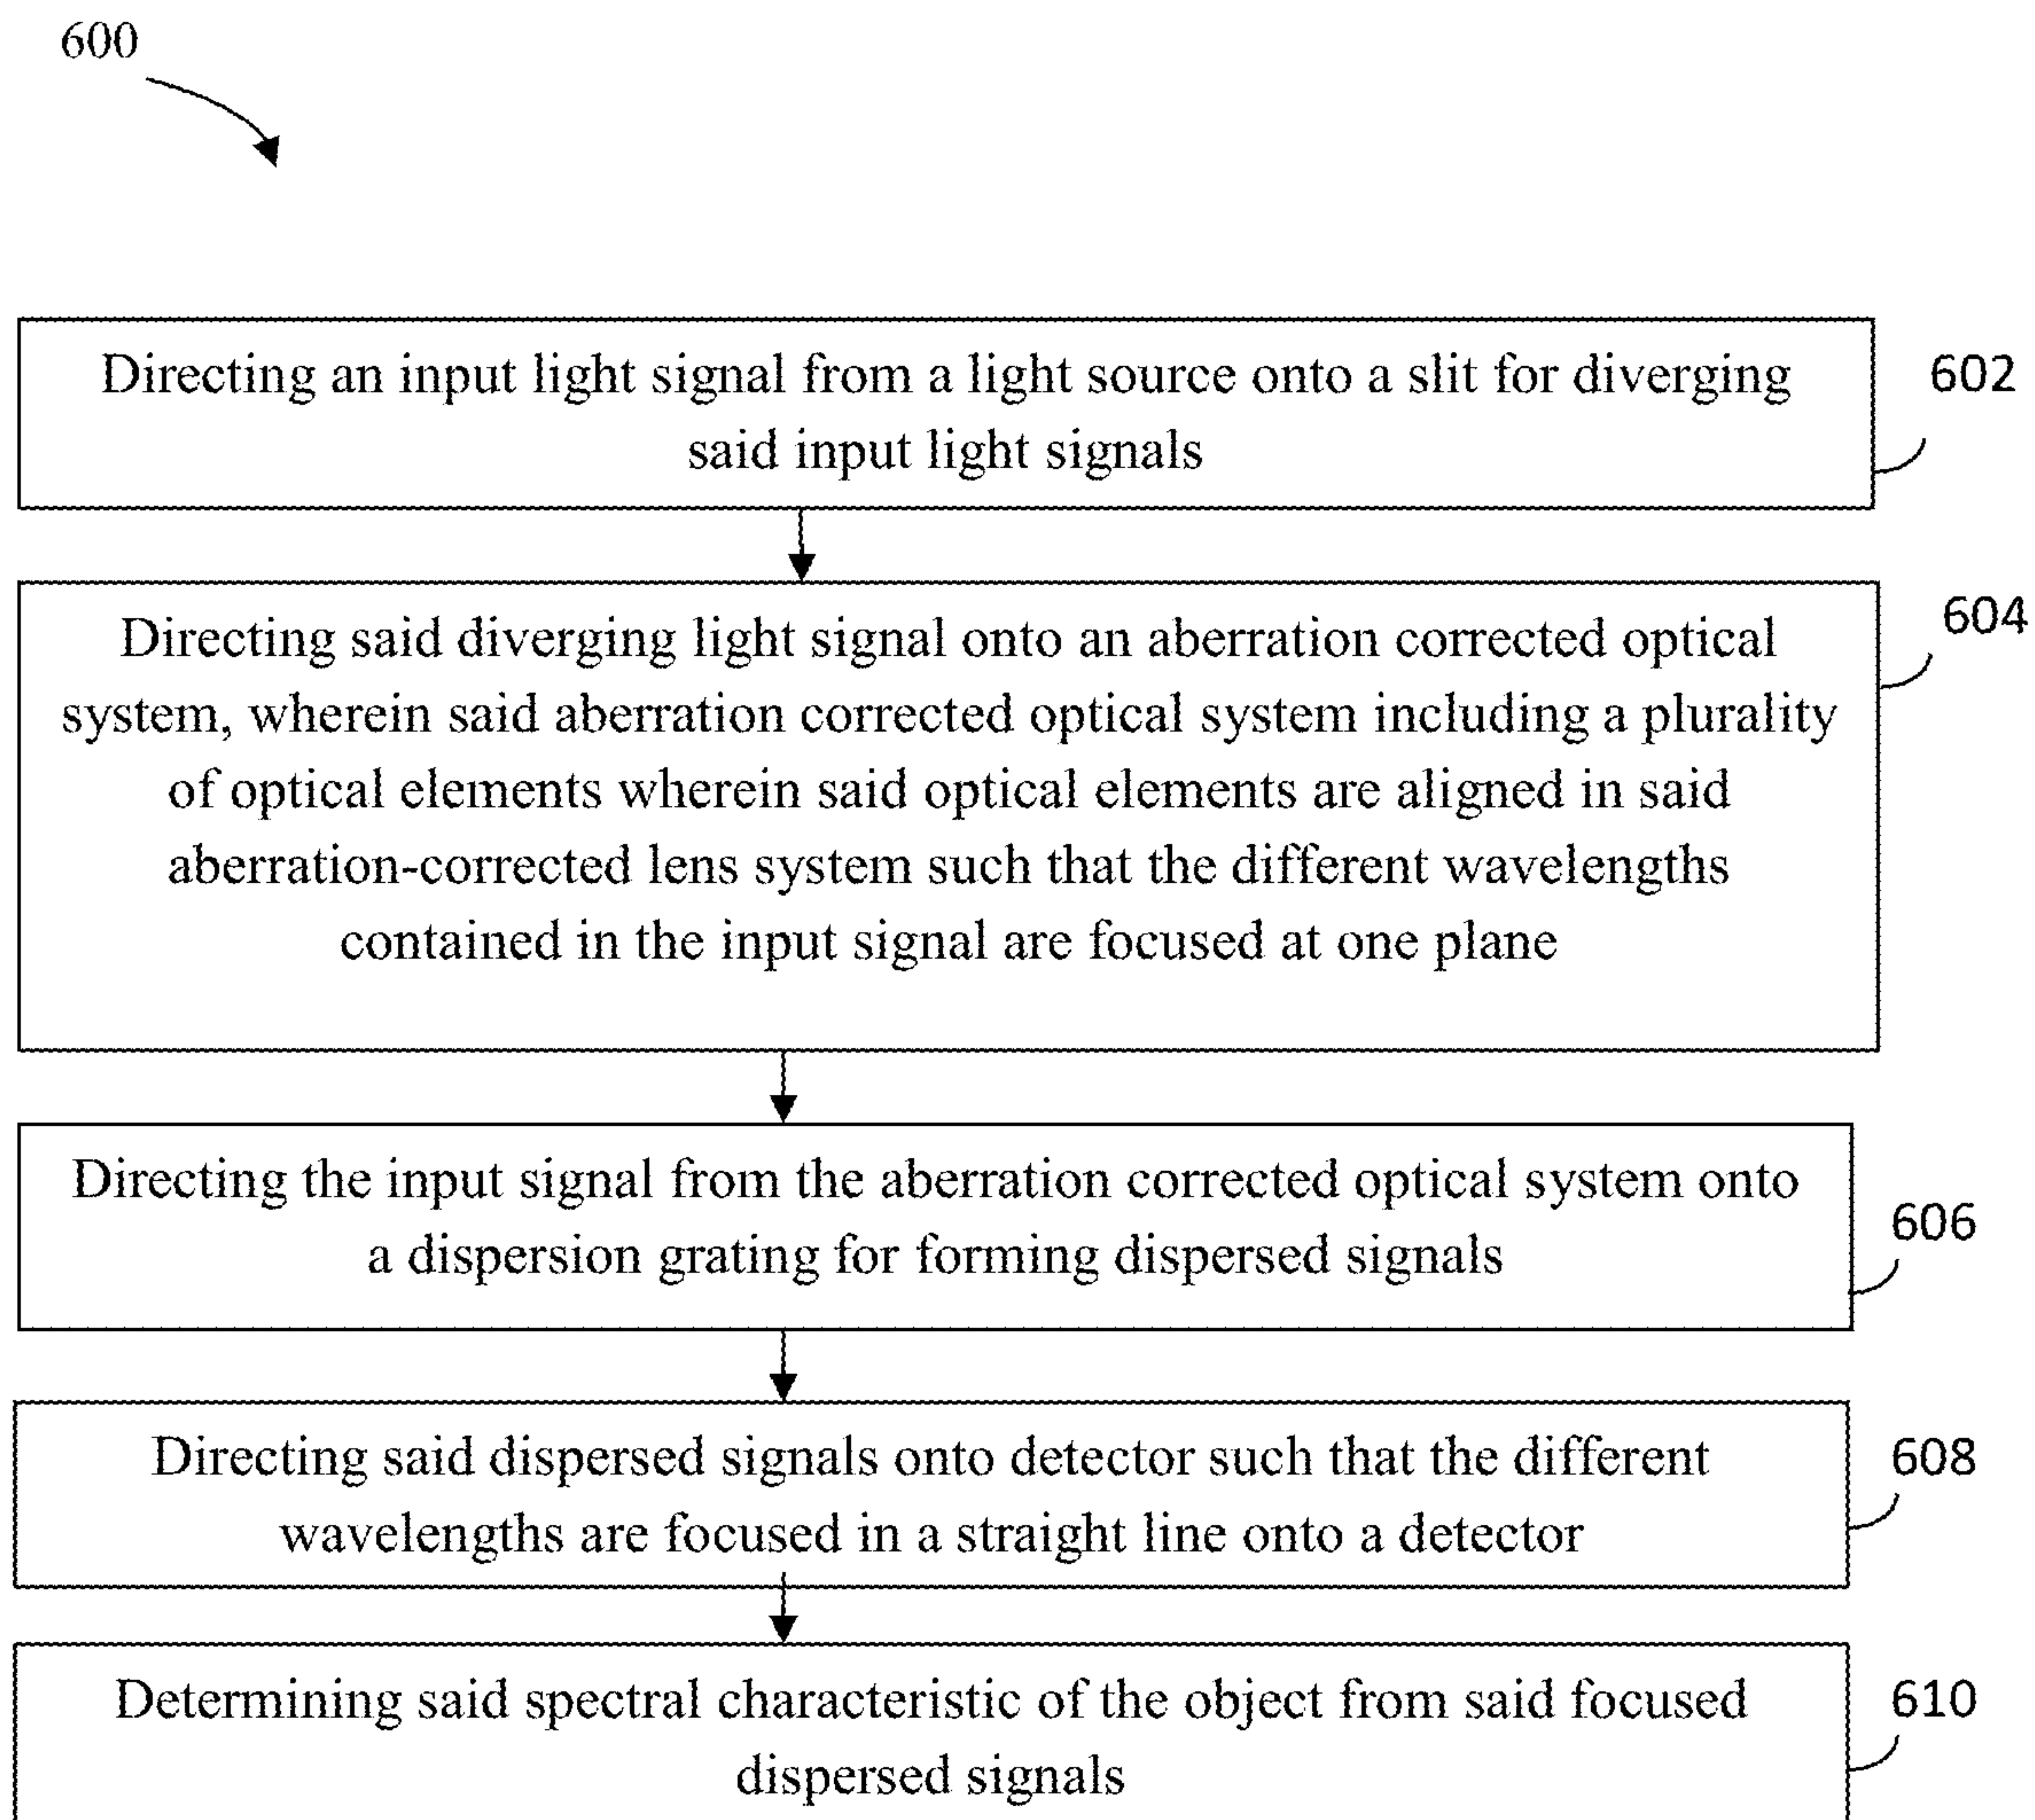 600
Directing an input light signal from a light source onto a slit for diverging
said input light signals
602
Directing said diverging light signal onto an aberration corrected optical
system, wherein said aberration corrected optical system including a plurality
of optical elements wherein said optical elements are aligned in said
aberration-corrected lens system such that the different wavelengths
contained in the input signal are focused at one plane
604
Directing the input signal from the aberration corrected optical system onto
a dispersion grating for forming dispersed signals
606
Directing said dispersed signals onto detector such that the different
wavelengths are focused in a straight line onto a detector
608
Determining said spectral characteristic of the object from said focused
dispersed signals
610